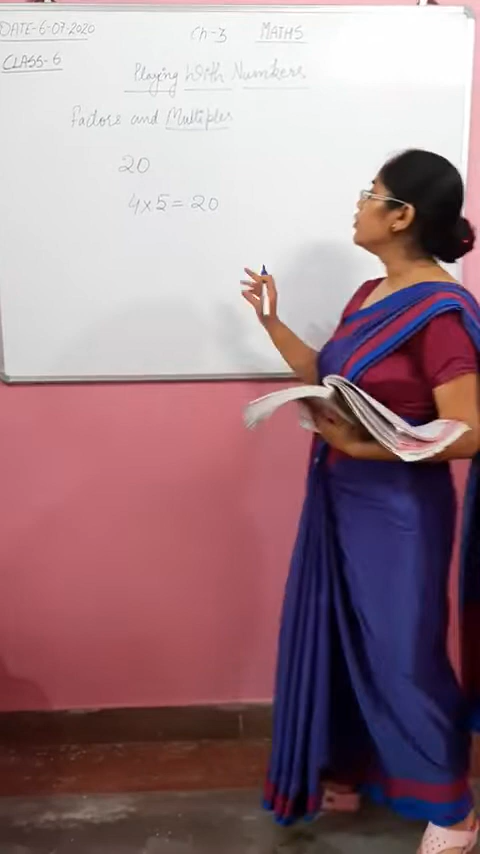 DATE-6-07-2020 Ch-3 MATHS
CLASS-6
Playing With Numbers
Factors and Multiples
20
4x5=20